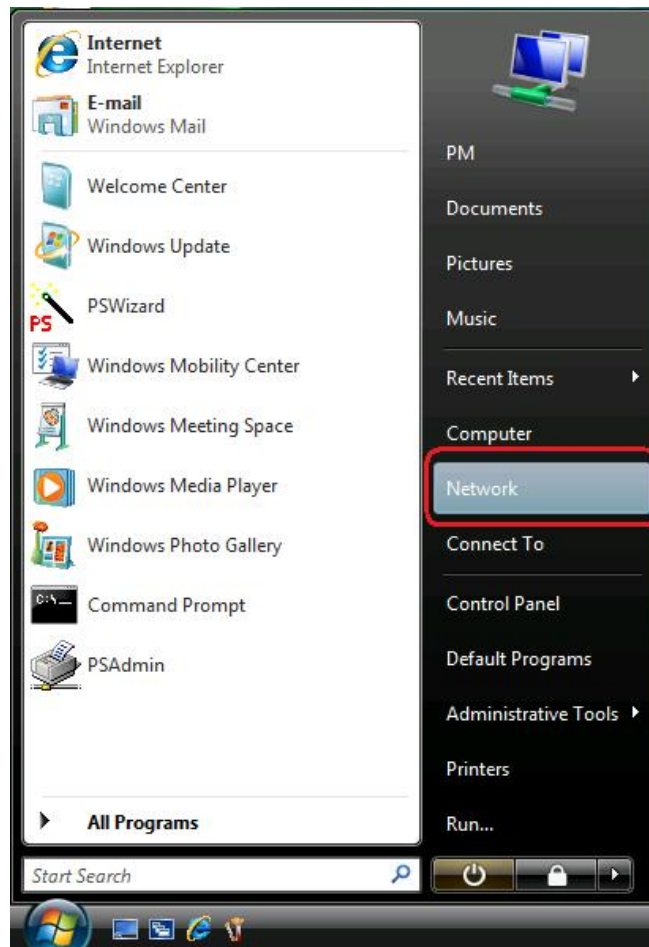 Internet
Internet Explorer
E-mail
Windows Mail
Welcome Center
Windows Update
PS
PSWizard
Windows Mobility Center
Windows Meeting Space
Windows Media Player
Windows Photo Gallery
C:\_
Command Prompt
PSAdmin
All Programs
Start Search
PM
Documents
Pictures
Music
Recent Items
Computer
Network
Connect To
Control Panel
Default Programs
Administrative Tools
Printers
Run...